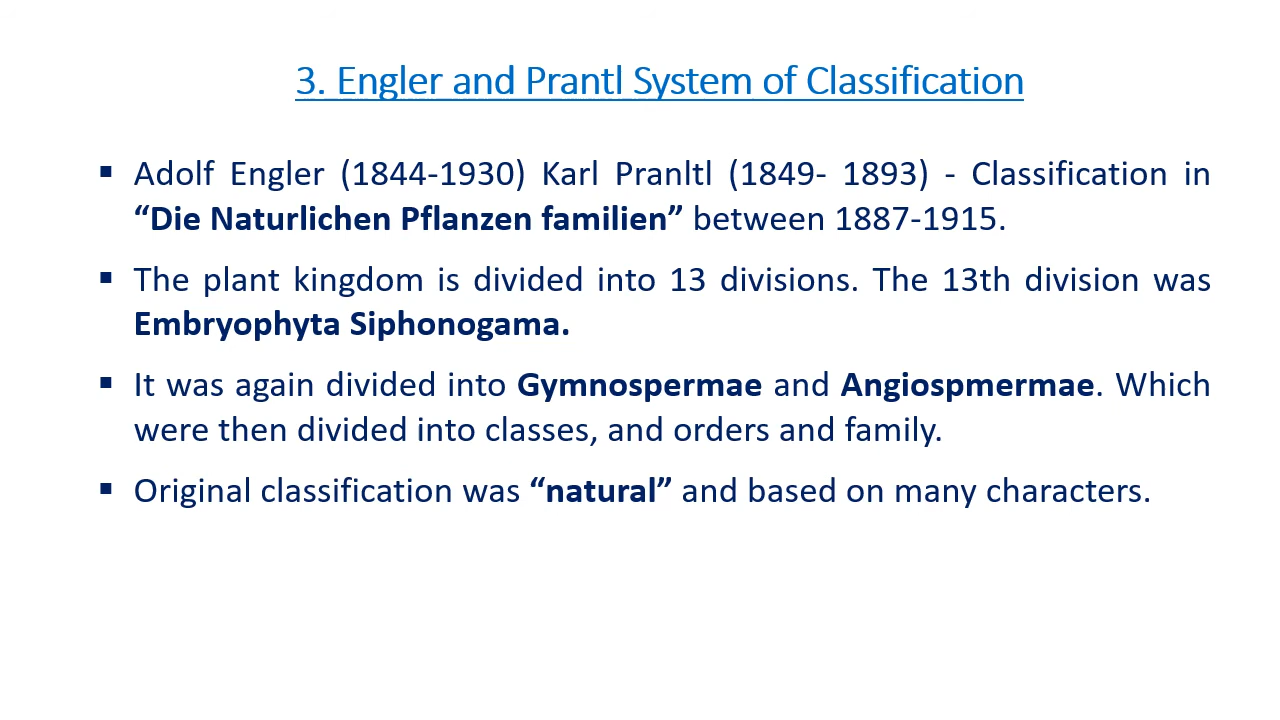 3. Engler and Prantl System of Classification
▪ Adolf Engler (1844-1930) Karl Pranltl (1849- 1893) - Classification in
“Die Naturlichen Pflanzen familien” between 1887-1915.
▪ The plant kingdom is divided into 13 divisions. The 13th division was
Embryophyta Siphonogama.
▪ It was again divided into Gymnospermae and Angiospmermae. Which
were then divided into classes, and orders and family.
▪ Original classification was “natural” and based on many characters.